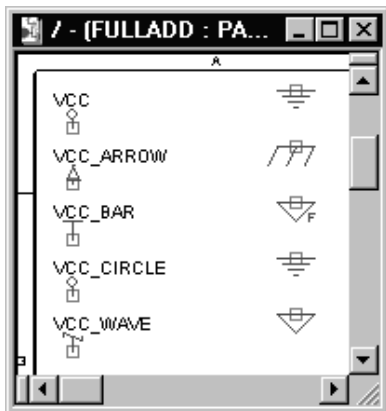 / - (FULLADD : PA...
A
VCC
VCC_ARROW
VCC_BAR
F
VCC_CIRCLE
VCC_WAVE